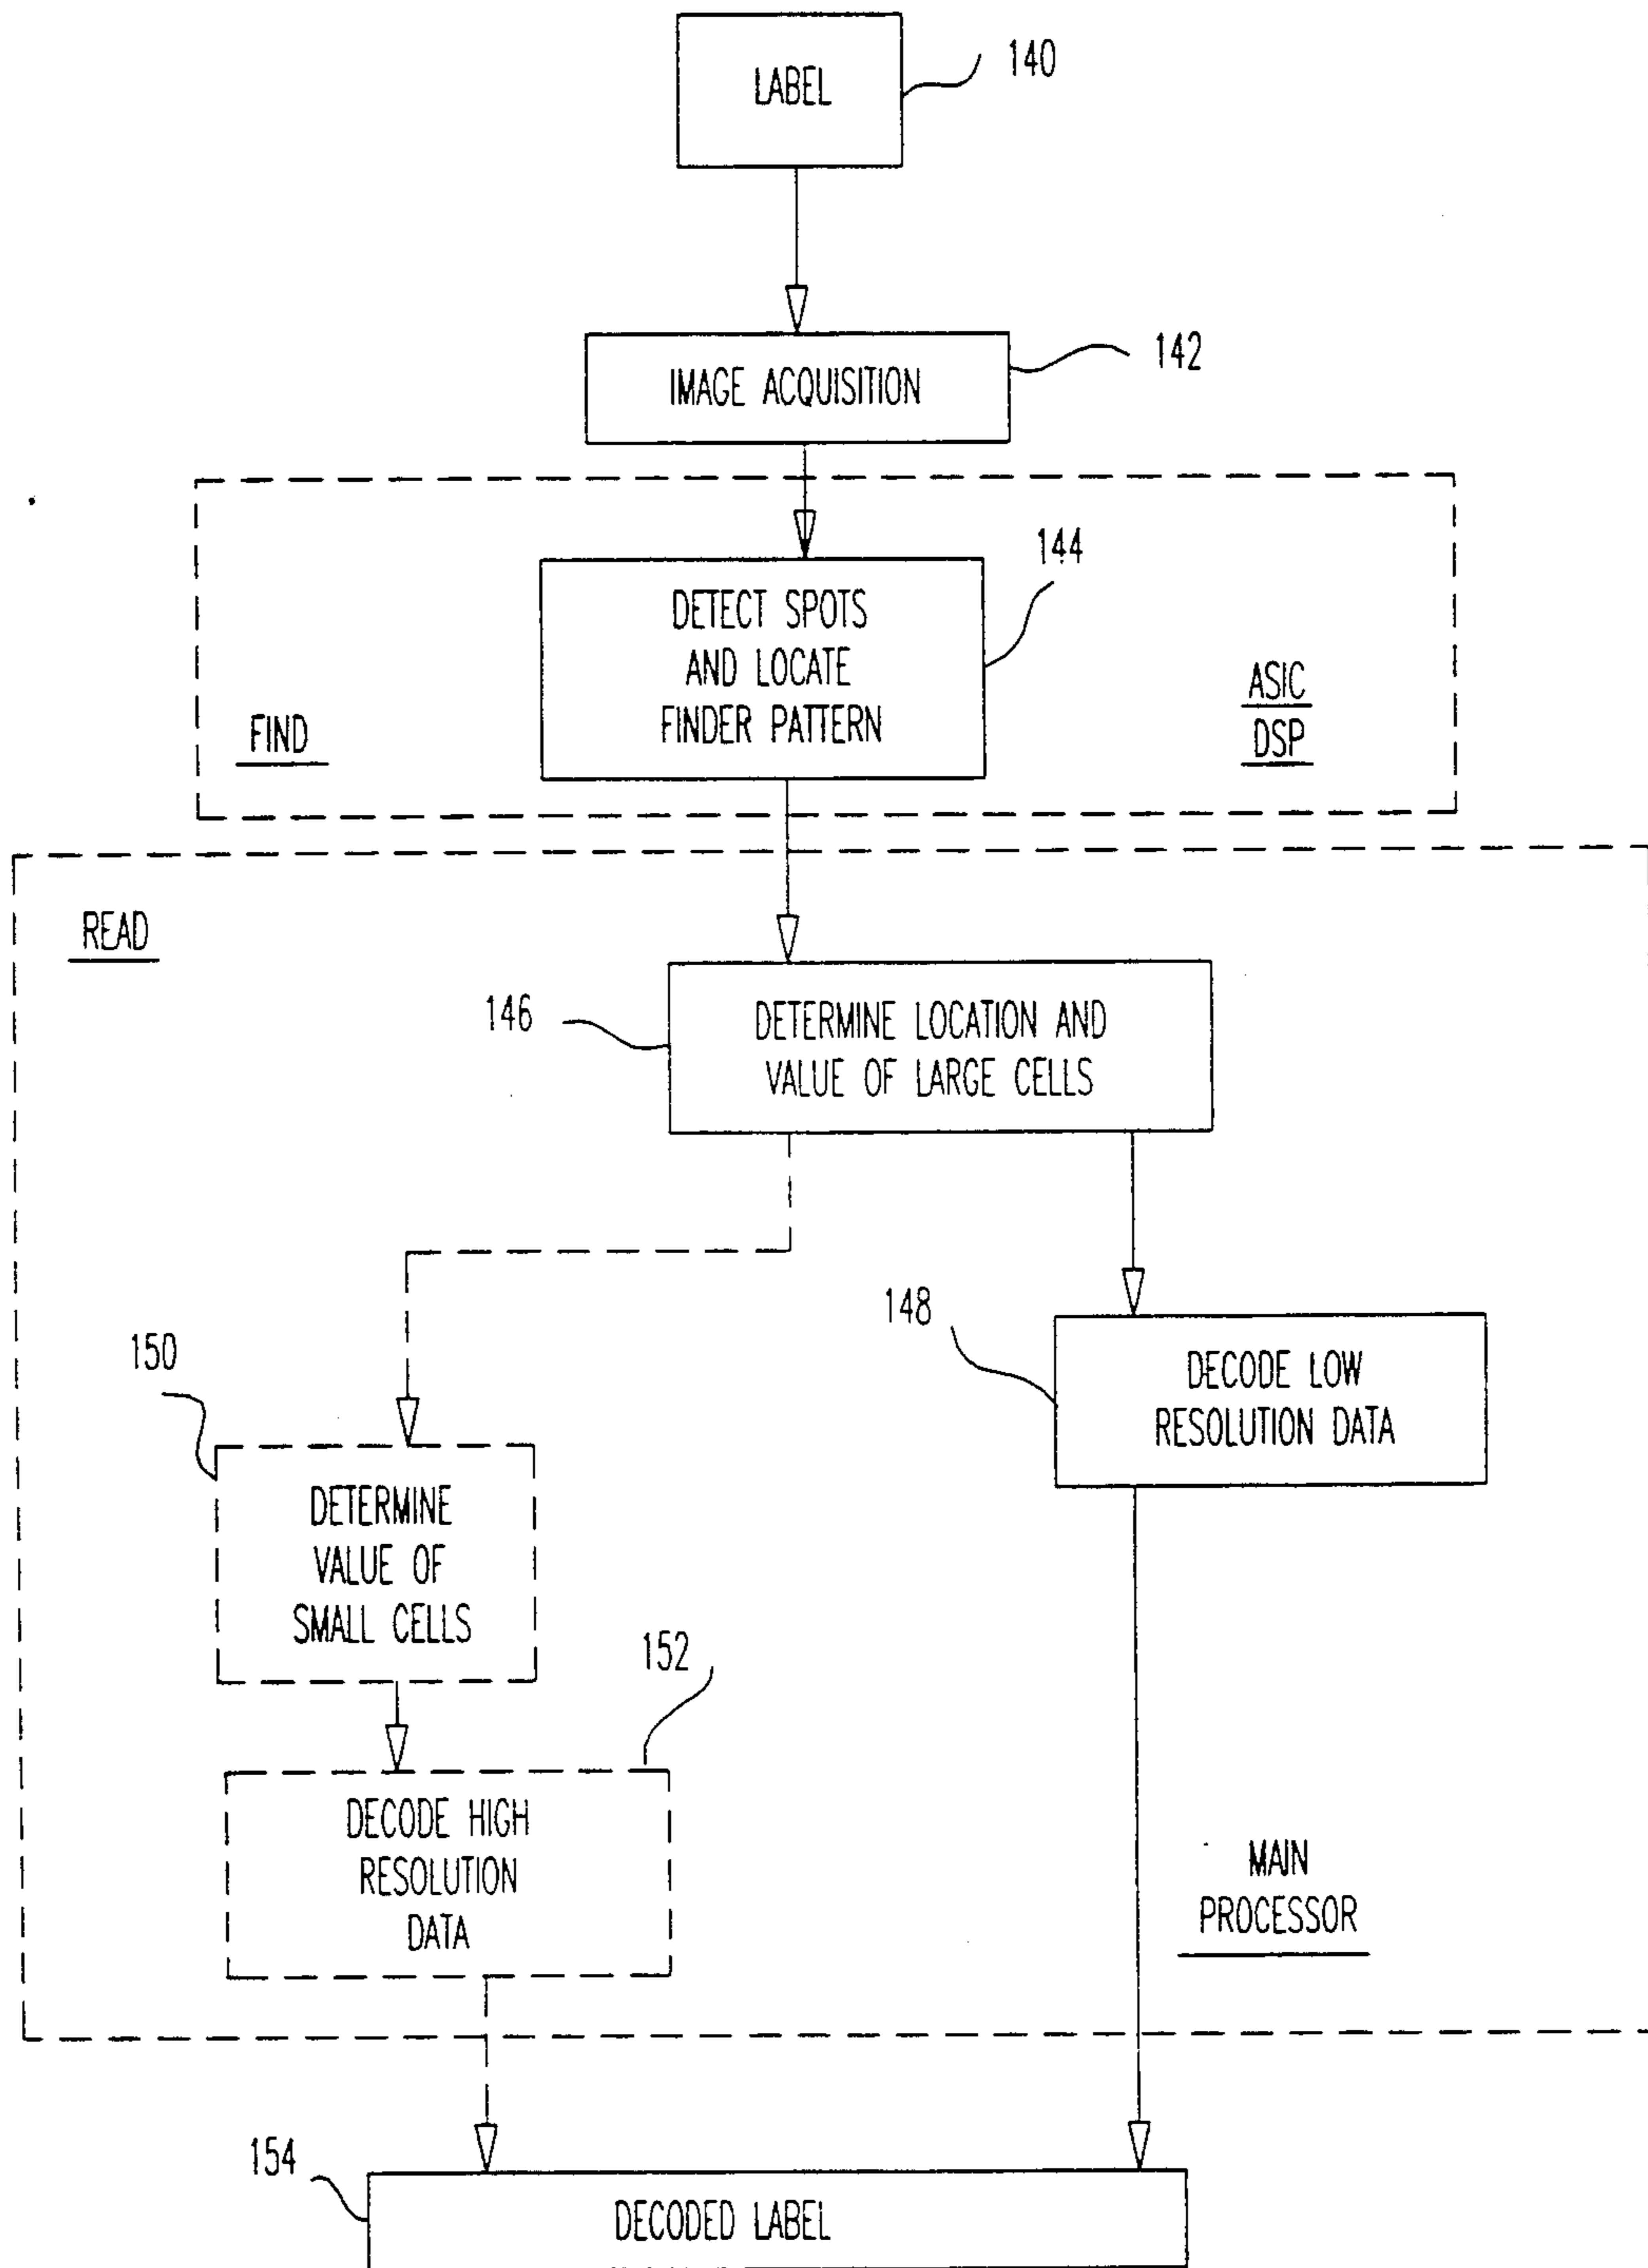 LABEL
140
IMAGE ACQUISITION
142
DETECT SPOTS
AND LOCATE
FINDER PATTERN
144
FIND
ASIC
DSP
READ
146
DETERMINE LOCATION AND
VALUE OF LARGE CELLS
148
DECODE LOW
RESOLUTION DATA
150
DETERMINE
VALUE OF
SMALL CELLS
152
DECODE HIGH
RESOLUTION
DATA
MAIN
PROCESSOR
154
DECODED LABEL